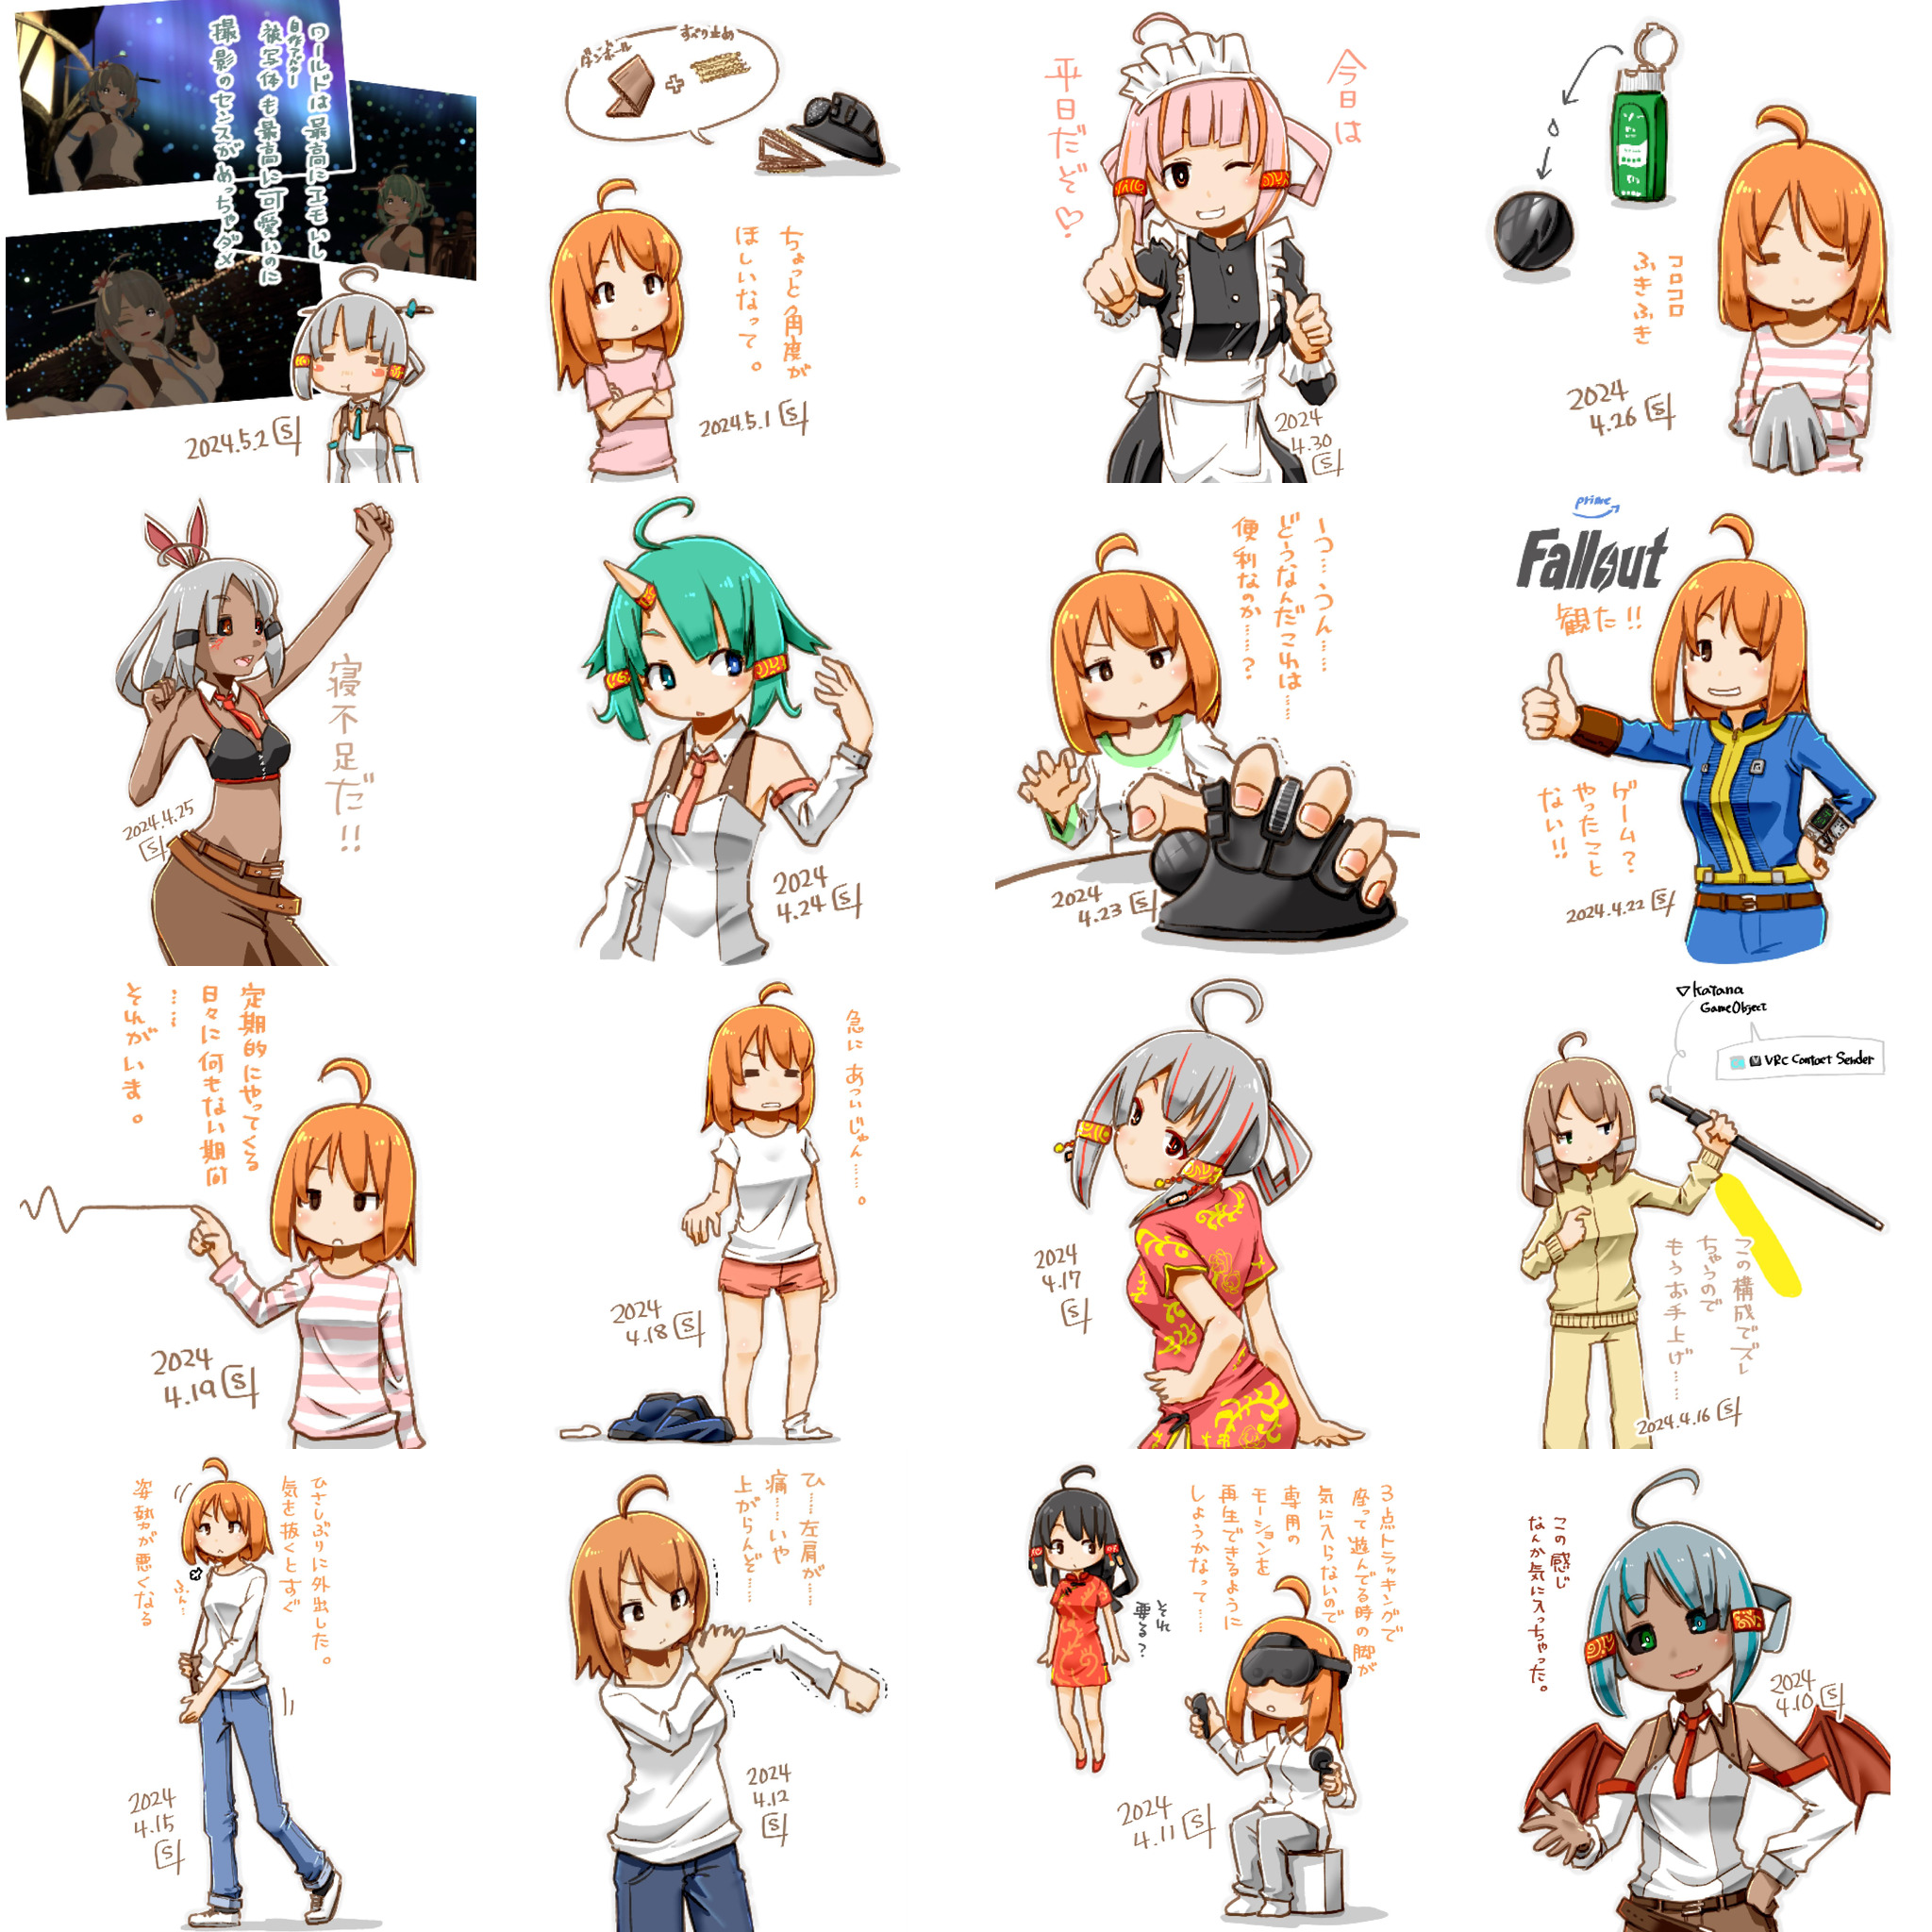 ワールドは最高にエモいし
自作アバター
被写体も最高に可愛いのに
撮影のセンスがあっちゃダメ
2024.5.2 S
ダンボール
+
すべり止め
ちょっと角度が
ほしいなって。
2024.5.1 S
今日は
平日だぞ♡
2024
4.30
S
コロコロ
ふきふき
2024
4.26 S
寝不足だ!!
2024.4.25
S
2024
4.24 S
一つ…つん……
どうなんだこれは……
便利なのか……?
2024
4.23 S
prime
Fallout
観た!!
ゲーム?
やったこと
ない!!
2024.4.22 S
定期的にやってくる
日々に何もない期間
……
それがいま。
2024
4.19 S
急にあついじゃん……。
2024
4.18 S
2024
4.17
S
▽Katana
GameObject
VRC Contact Sender
この構成でズレ
ちゃうので
もうお手上げ……
2024.4.16 S
ひさしぶりに外出した。
気を抜くとすぐ
姿勢が悪くなる
ふん…
2024
4.15
S
ひ……左肩が……
痛……いや
上がらんぞ……
2024
4.12
S
3点トラッキングで
座って遊んでる時の脚が
気に入らないので
専用の
モーションを
再生できるように
しようかなって……
それ
要る?
2024
4.11 S
この感じ
なんか気に入っちゃった。
2024
4.10 S